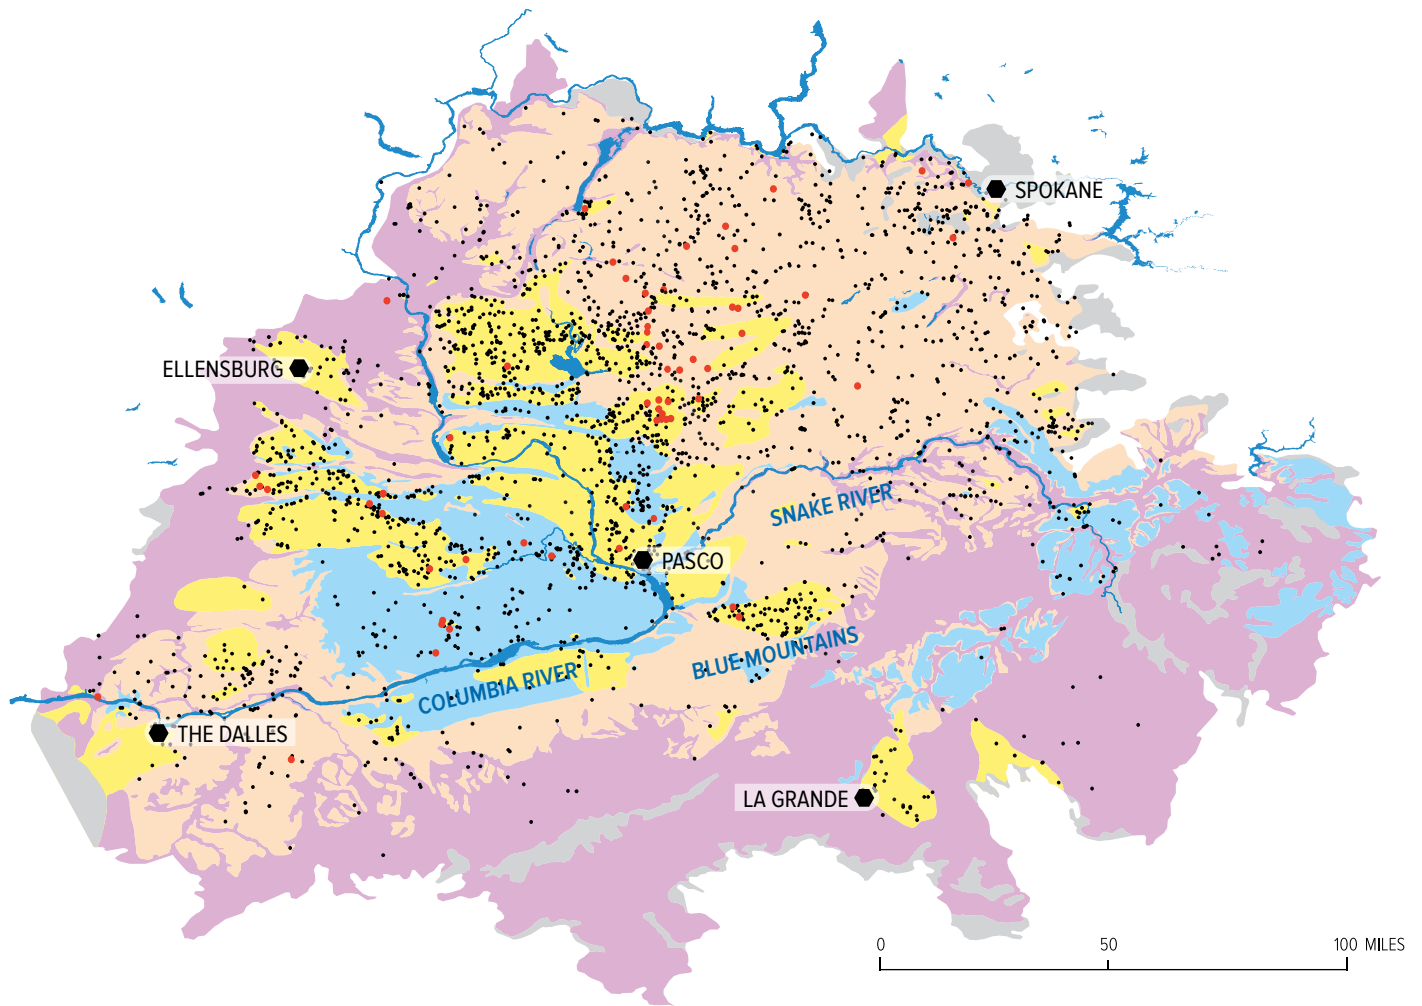 SPOKANE
ELLENSBURG
SNAKE RIVER
PASCO
BLUE MOUNTAINS
COLUMBIA RIVER
THE DALLES
LA GRANDE
0 50 100 MILES